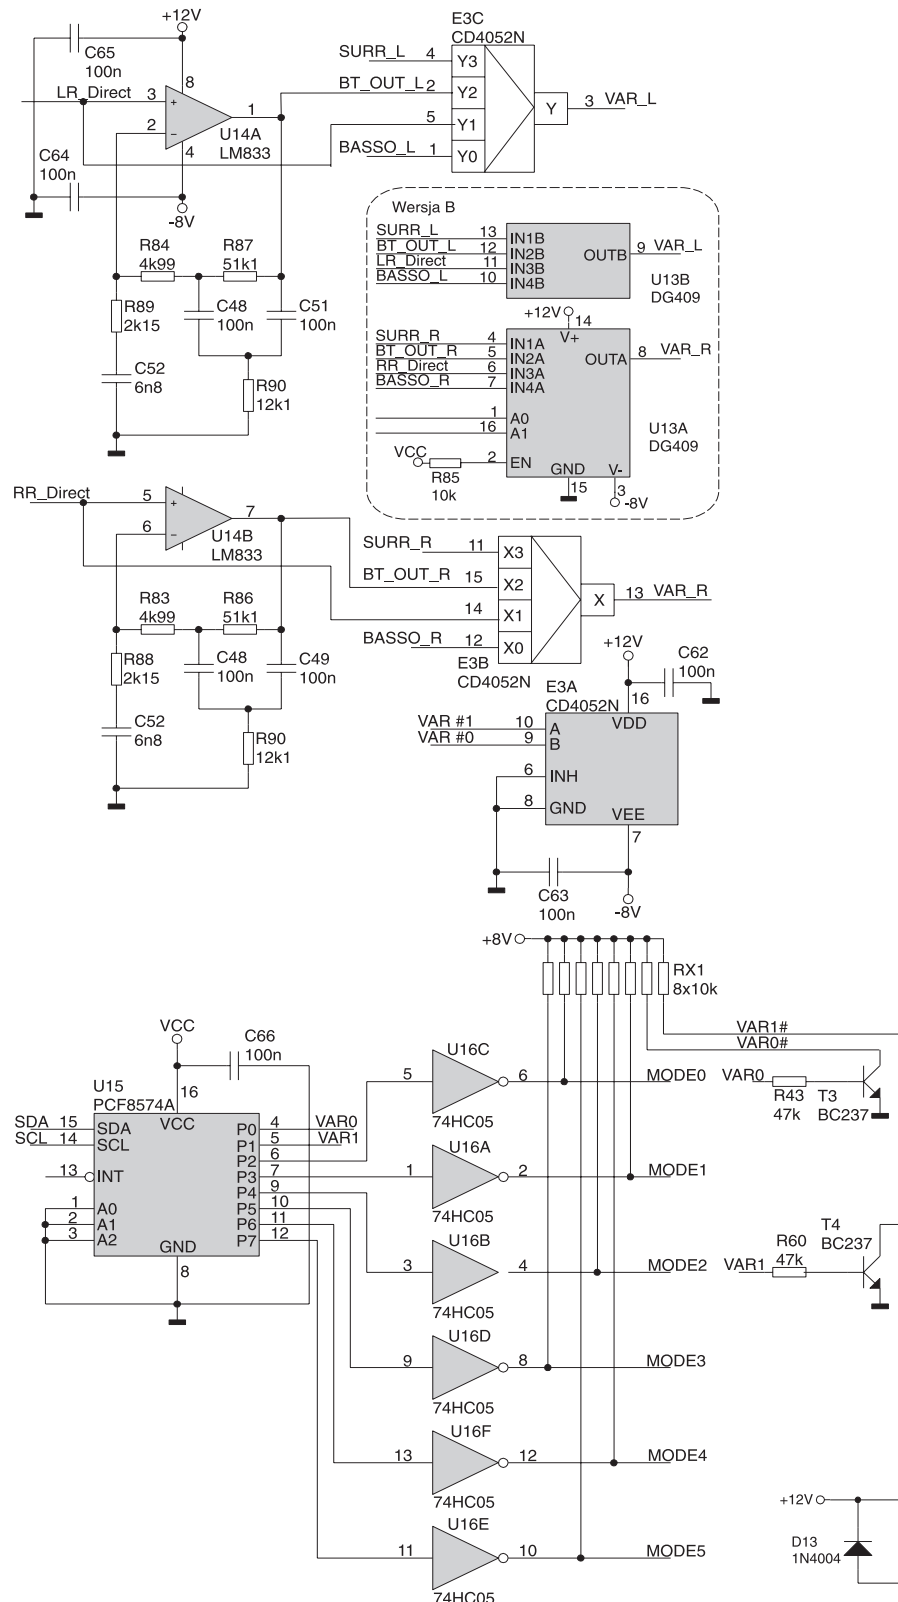 +12V
C65
100n
LR_Direct
3
8
+
2
−
1
4
U14A
LM833
C64
100n
-8V
E3C
CD4052N
SURR_L 4 Y3
BT_OUT_L 2 Y2
5 Y1
BASSO_L 1 Y0
Y 3 VAR_L
R84
4k99
R87
51k1
R89
2k15
C48
100n
C51
100n
C52
6n8
R90
12k1
Wersja B
SURR_L 13 IN1B
BT_OUT_L 12 IN2B
LR_Direct 11 IN3B
BASSO_L 10 IN4B
OUTB 9 VAR_L
U13B
DG409
+12V 14
V+
SURR_R 4 IN1A
BT_OUT_R 5 IN2A
RR_Direct 6 IN3A
BASSO_R 7 IN4A
OUTA 8 VAR_R
1 A0
16 A1
U13A
DG409
VCC
R85
10k
2 EN
GND
15
V-
3
-8V
RR_Direct 5 +
6 −
7
U14B
LM833
SURR_R 11 X3
BT_OUT_R 15 X2
14 X1
BASSO_R 12 X0
X 13 VAR_R
E3B
CD4052N
R83
4k99
R86
51k1
R88
2k15
C48
100n
C49
100n
C52
6n8
R90
12k1
+12V
C62
100n
16
E3A
CD4052N
VDD
VAR #1 10 A
VAR #0 9 B
6 INH
8 GND
VEE
7
C63
100n
-8V
+8V
RX1
8x10k
VAR1#
VAR0#
VCC
C66
100n
U15
PCF8574A
16
VCC
SDA 15 SDA
SCL 14 SCL
13 INT
1 A0
2 A1
3 A2
GND
8
P0 4 VAR0
P1 5 VAR1
P2 6
P3 7
P4 9
P5 10
P6 11
P7 12
U16C
5 6 MODE0
74HC05
U16A
1 2 MODE1
74HC05
U16B
3 4 MODE2
74HC05
U16D
9 8 MODE3
74HC05
U16F
13 12 MODE4
74HC05
U16E
11 10 MODE5
74HC05
VAR0
R43
47k
T3
BC237
VAR1
R60
47k
T4
BC237
+12V
D13
1N4004